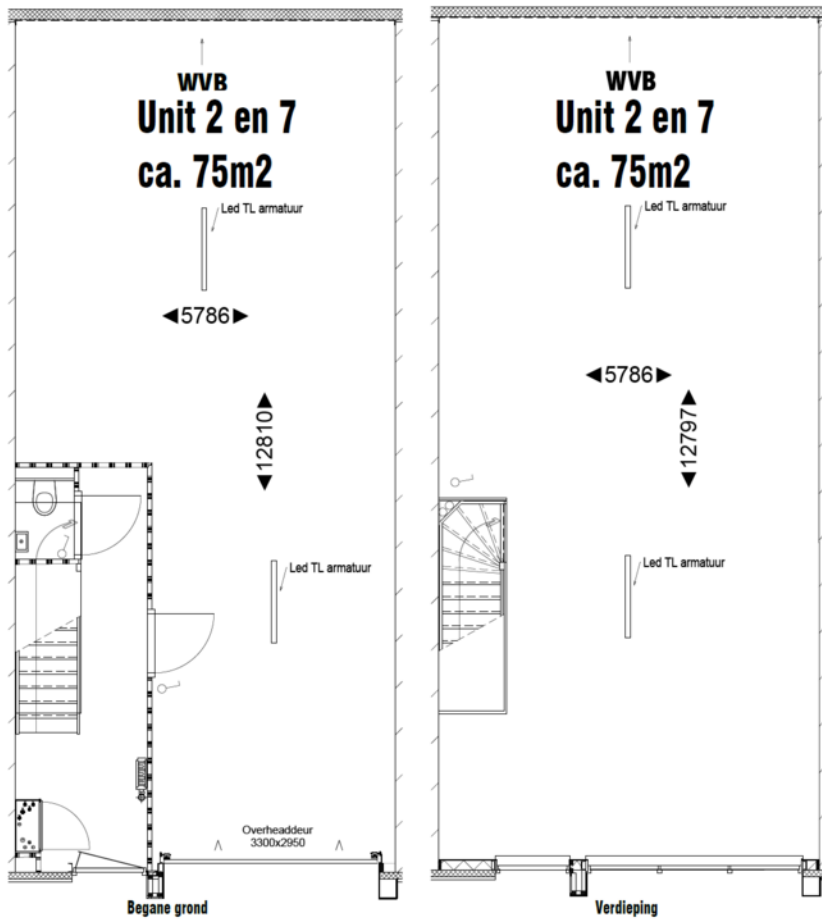 WVB
Unit 2 en 7
ca. 75m2
Led TL armatuur
5786
12810
Led TL armatuur
Overheaddeur
3300x2950
Begane grond
WVB
Unit 2 en 7
ca. 75m2
Led TL armatuur
5786
12797
Led TL armatuur
Verdieping